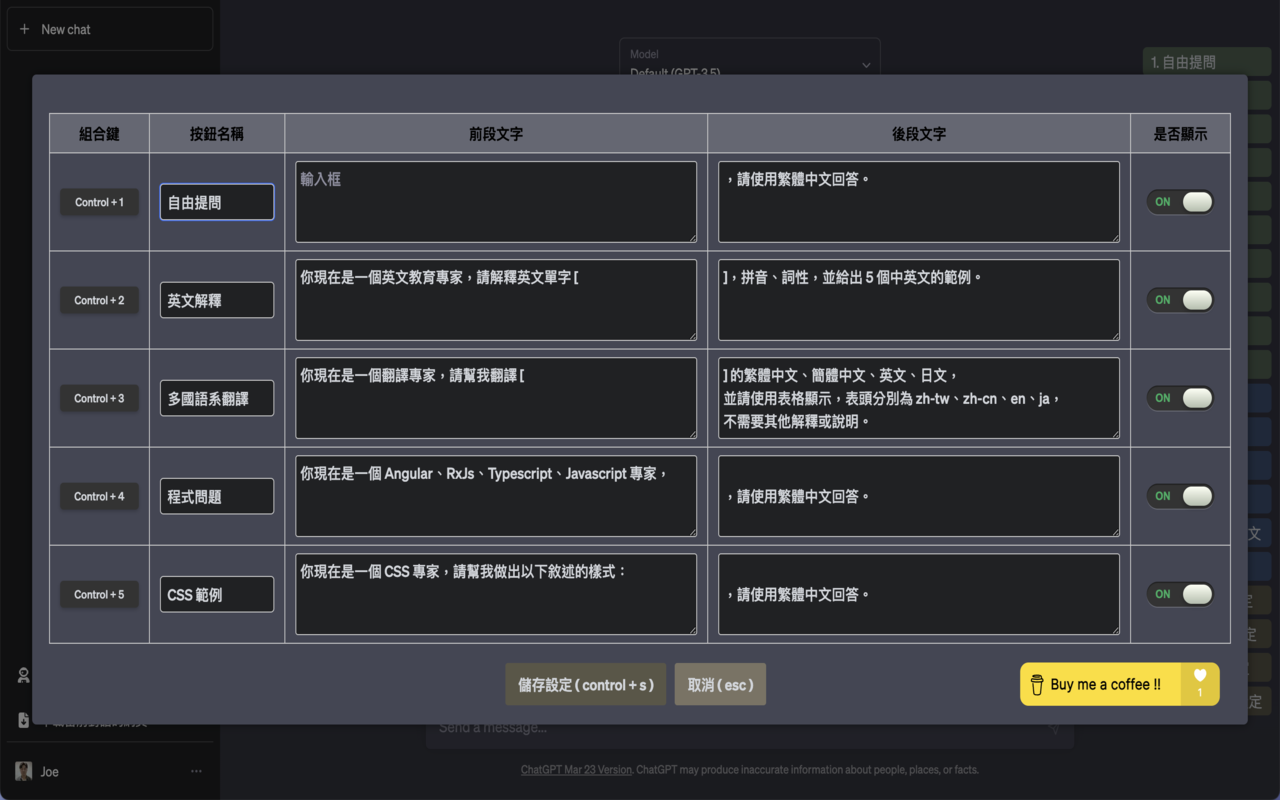 + New chat
Model
Default (GPT-3.5)
1. 自由提問
組合鍵 按鈕名稱 前段文字 後段文字 是否顯示
Control + 1 自由提問 輸入框 ，請使用繁體中文回答。 ON
Control + 2 英文解釋 你現在是一個英文教育專家，請解釋英文單字 [ ]，拼音、詞性，並給出 5 個中英文的範例。 ON
Control + 3 多國語系翻譯 你現在是一個翻譯專家，請幫我翻譯 [ ] 的繁體中文、簡體中文、英文、日文，
並請使用表格顯示，表頭分別為 zh-tw、zh-cn、en、ja，
不需要其他解釋或說明。
ON
Control + 4 程式問題 你現在是一個 Angular、RxJs、Typescript、Javascript 專家， ，請使用繁體中文回答。 ON
Control + 5 CSS 範例 你現在是一個 CSS 專家，請幫我做出以下敘述的樣式： ，請使用繁體中文回答。 ON
文
定
定
定
儲存設定 ( control + s ) 取消 ( esc )
Buy me a coffee !! 1
Send a message...
Joe
ChatGPT Mar 23 Version. ChatGPT may produce inaccurate information about people, places, or facts.